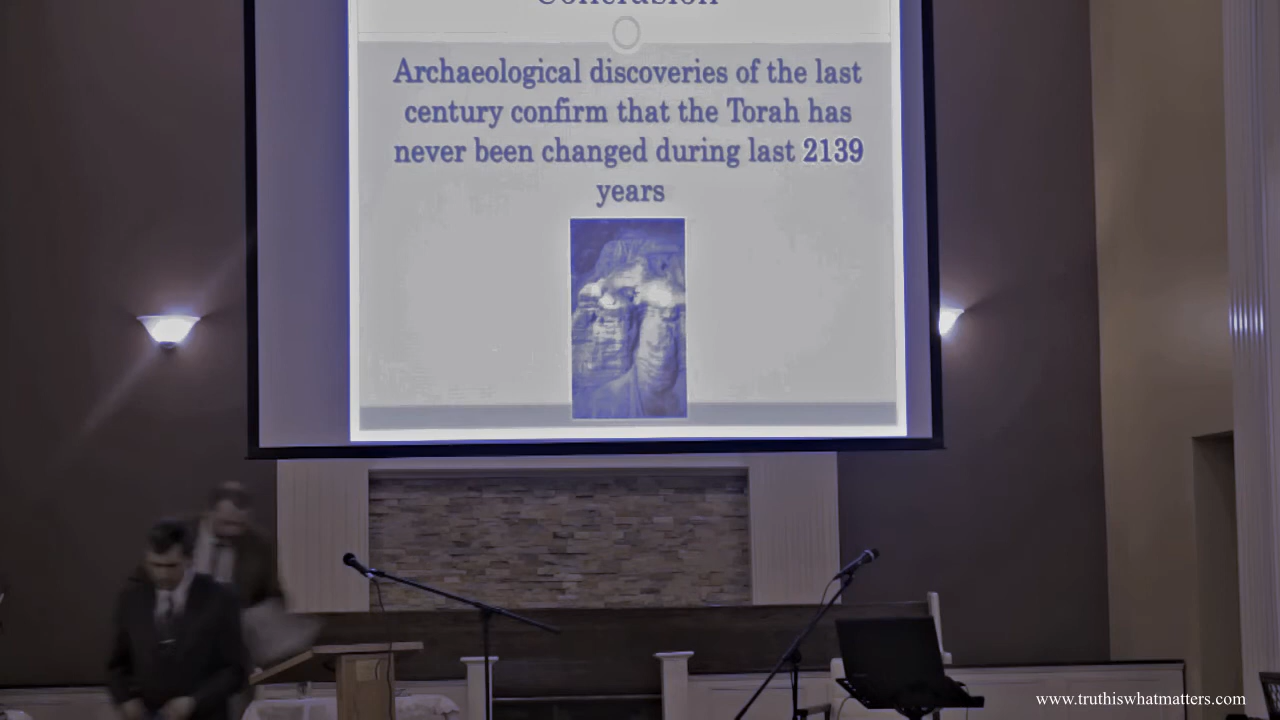 Conclusion
Archaeological discoveries of the last
century confirm that the Torah has
never been changed during last 2139
years
www.truthiswhatmatters.com